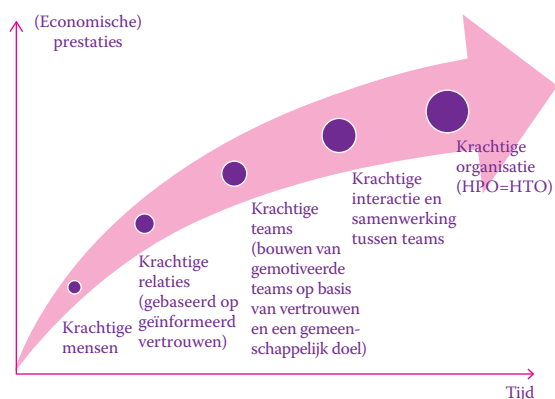 (Economische)
prestaties
Krachtige
mensen
Krachtige
relaties
(gebaseerd op
geïnformeerd
vertrouwen)
Krachtige
teams
(bouwen van
gemotiveerde
teams op basis
van vertrouwen
en een gemeen-
schappelijk doel)
Krachtige
interactie en
samenwerking
tussen teams
Krachtige
organisatie
(HPO=HTO)
Tijd